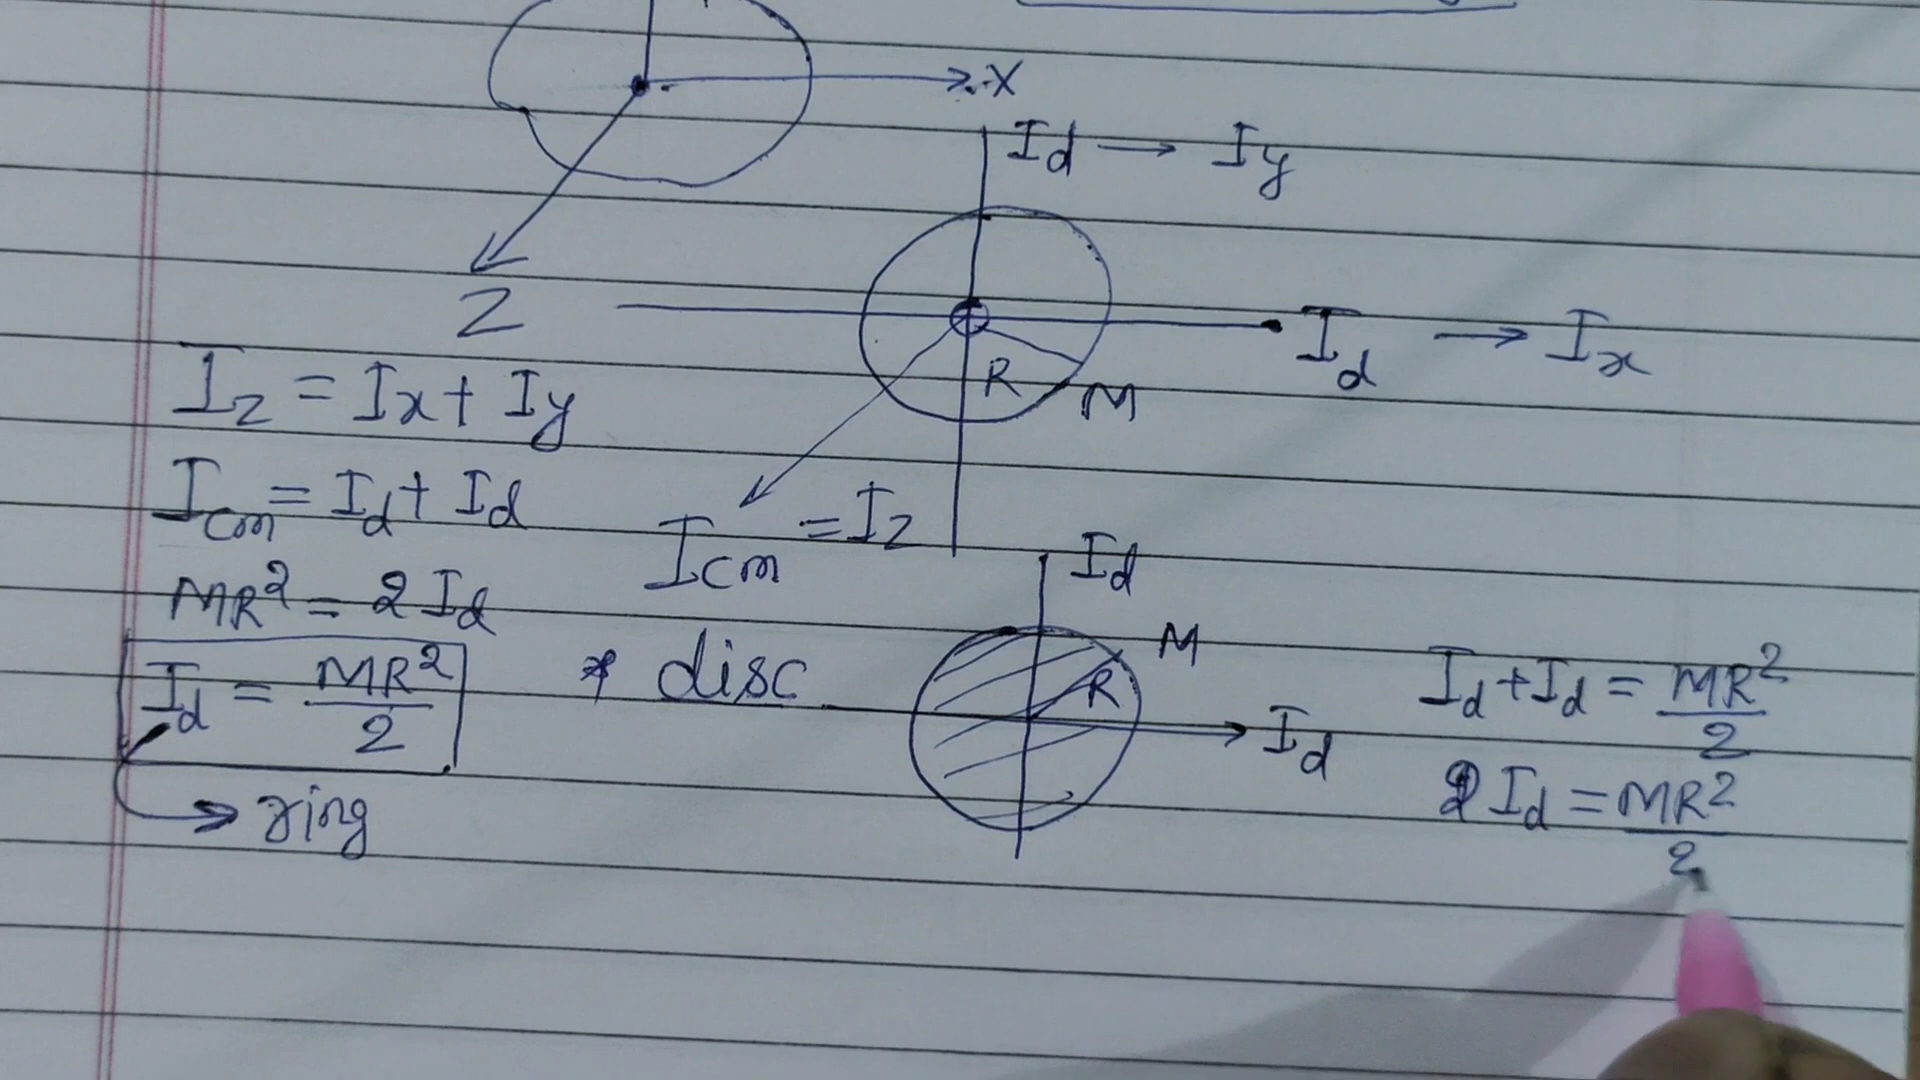 X
Id → Iy
Z
Id → Ix
R
M
Iz = Ix + Iy
Icm = Id + Id
Icm = Iz
MR² = 2Id
Id = MR²/2
→ ring
* disc
Id
M
R
Id
Id + Id = MR²/2
2Id = MR²/2